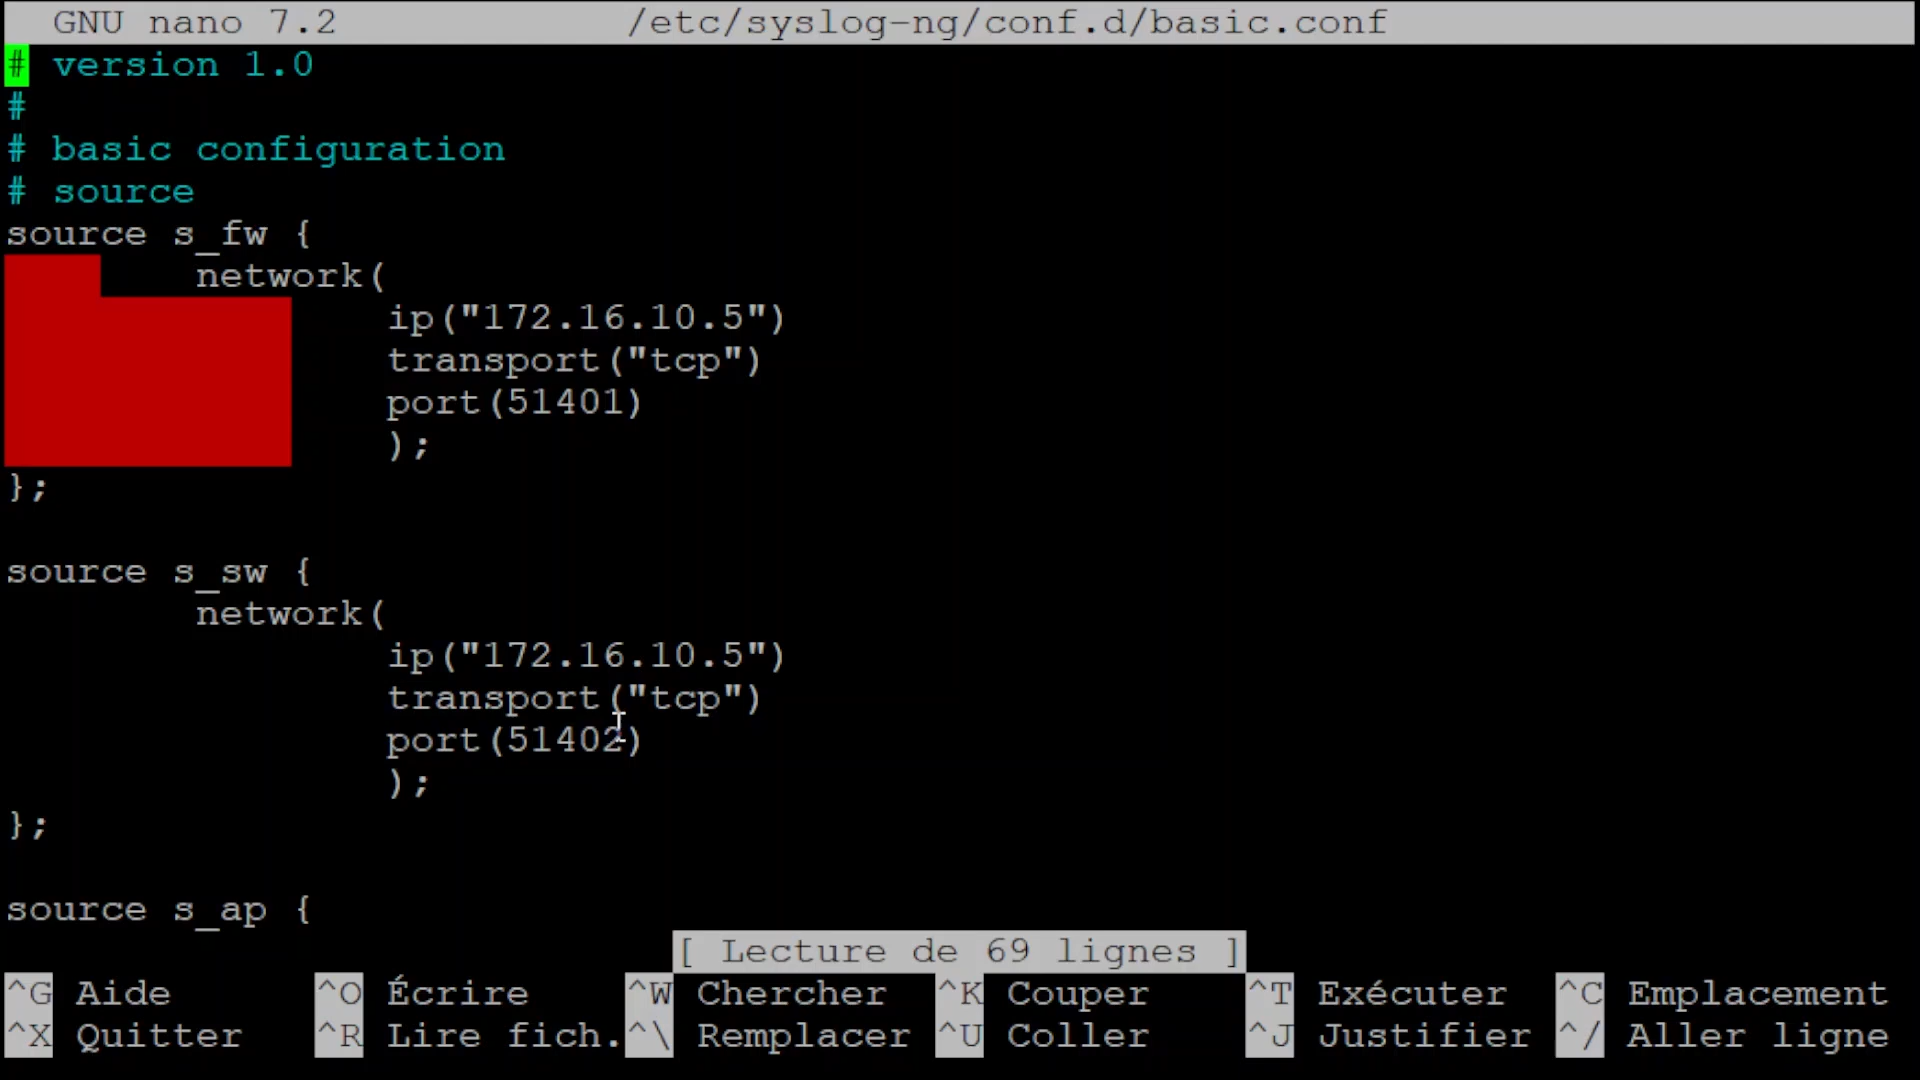 GNU nano 7.2 /etc/syslog-ng/conf.d/basic.conf
# version 1.0
#
# basic configuration
# source
source s_fw {
network(
ip("172.16.10.5")
transport("tcp")
port(51401)
);
};
source s_sw {
network(
ip("172.16.10.5")
transport("tcp")
port(51402)
);
};
source s_ap {
[ Lecture de 69 lignes ]
^G Aide ^O Écrire ^W Chercher ^K Couper ^T Exécuter ^C Emplacement
^X Quitter ^R Lire fich. ^\ Remplacer ^U Coller ^J Justifier ^/ Aller ligne